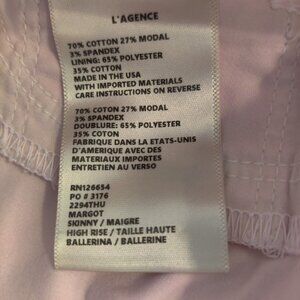 L'AGENCE
70% COTTON 27% MODAL
3% SPANDEX
LINING: 65% POLYESTER
35% COTTON
MADE IN THE USA
WITH IMPORTED MATERIALS
CARE INSTRUCTIONS ON REVERSE
70% COTTON 27% MODAL
3% SPANDEX
DOUBLURE: 65% POLYESTER
35% COTON
FABRIQUE DANS LA ETATS-UNIS
D'AMERIQUE AVEC DES
MATERIAUX IMPORTES
ENTRETIEN AU VERSO
RN126654
PO # 3176
2294THU
MARGOT
SKINNY / MAIGRE
HIGH RISE / TAILLE HAUTE
BALLERINA / BALLERINE